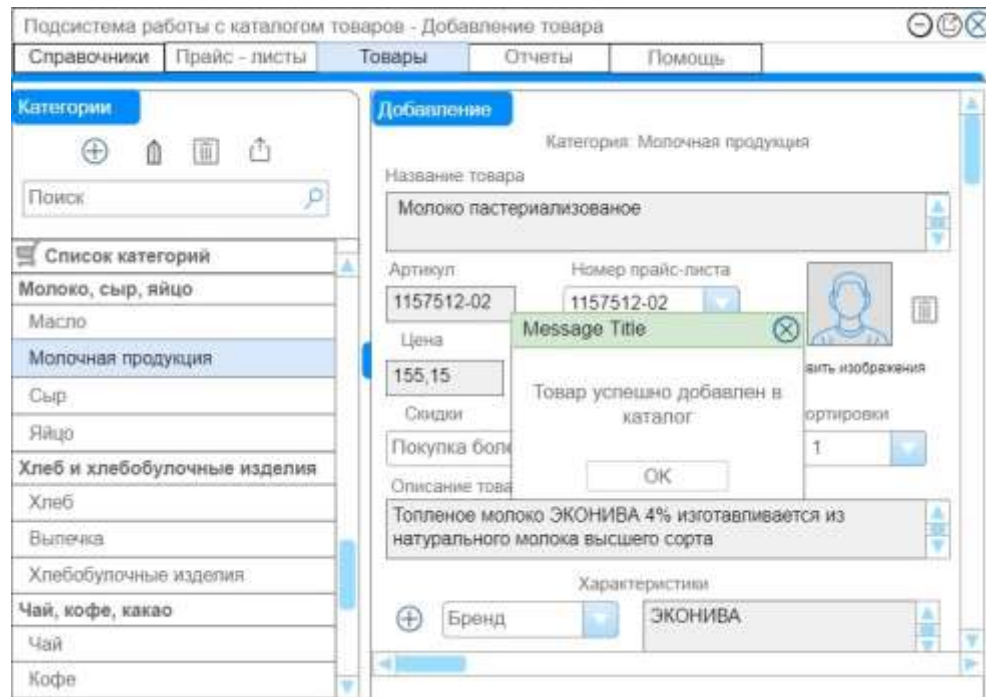 Подсистема работы с каталогом товаров - Добавление товара
Справочники
Прайс - листы
Товары
Отчеты
Помощь
Категории
Поиск
Список категорий
Молоко, сыр, яйцо
Масло
Молочная продукция
Сыр
Яйцо
Хлеб и хлебобулочные изделия
Хлеб
Выпечка
Хлебобулочные изделия
Чай, кофе, какао
Чай
Кофе
Добавление
Категория: Молочная продукция
Название товара
Молоко пастериализованое
Артикул
Номер прайс-листа
1157512-02
1157512-02
Цена
155,15
вить изображения
Message Title
Товар успешно добавлен в
каталог
OK
Скидки
ортировки
Покупка боле
1
Описание това
Топленое молоко ЭКОНИВА 4% изготавливается из
натурального молока высшего сорта
Характеристики
Бренд
ЭКОНИВА